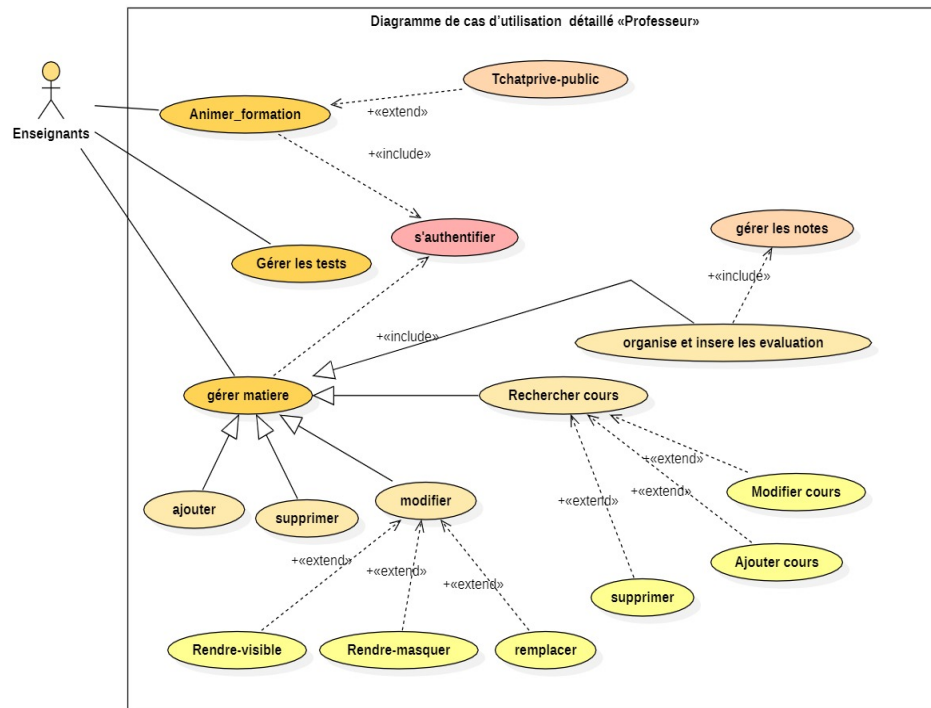 Diagramme de cas d'utilisation  détaillé «Professeur»
Tchatprive-public
Animer_formation
+«extend»
Enseignants
+«include»
s'authentifier
gérer les notes
Gérer les tests
+«include»
+«include»
organise et insere les evaluation
gérer matiere
Rechercher cours
+«extend»
Modifier cours
+«extend»
+«extend»
modifier
ajouter
supprimer
+«extend»
+«extend»
+«extend»
Ajouter cours
supprimer
Rendre-visible
Rendre-masquer
remplacer